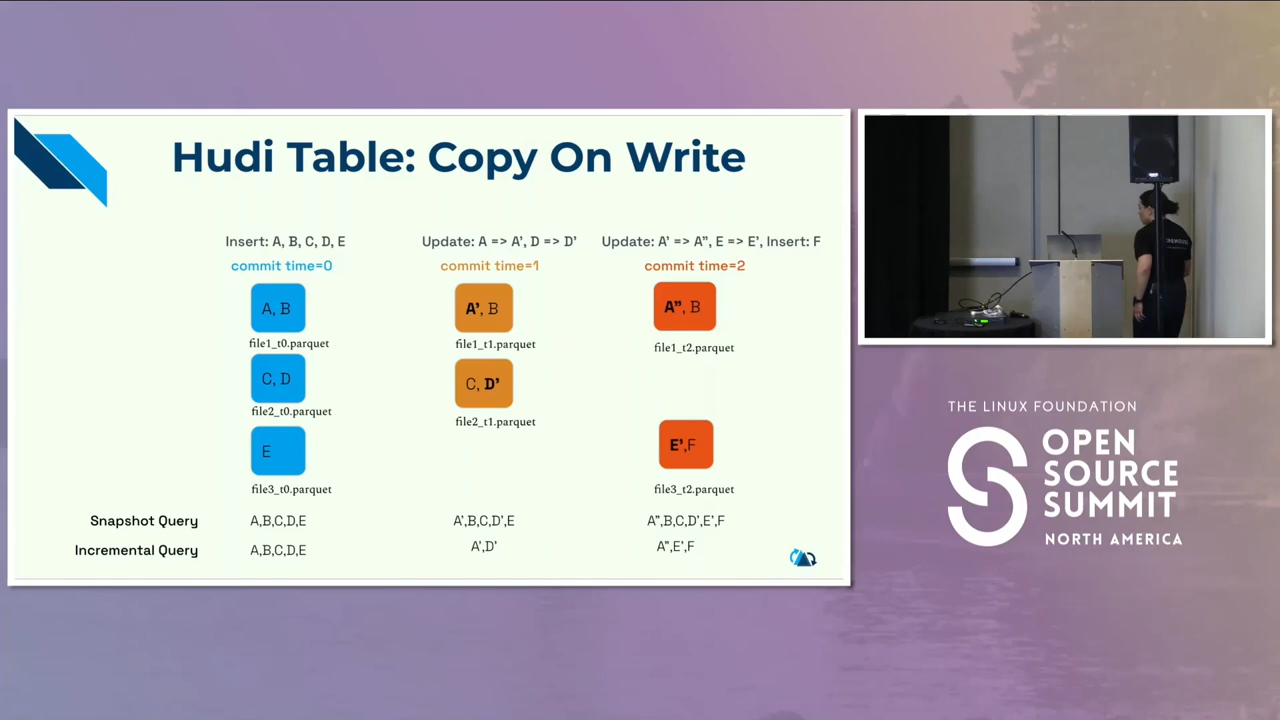 Hudi Table: Copy On Write
Insert: A, B, C, D, E
commit time=0
A, B
file1_t0.parquet
C, D
file2_t0.parquet
E
file3_t0.parquet
Update: A => A', D => D'
commit time=1
A', B
file1_t1.parquet
C, D'
file2_t1.parquet
Update: A' => A", E => E', Insert: F
commit time=2
A", B
file1_t2.parquet
E',F
file3_t2.parquet
Snapshot Query
A,B,C,D,E
A',B,C,D',E
A",B,C,D',E',F
Incremental Query
A,B,C,D,E
A',D'
A",E',F
THE LINUX FOUNDATION
OPEN
SOURCE
SUMMIT
NORTH AMERICA